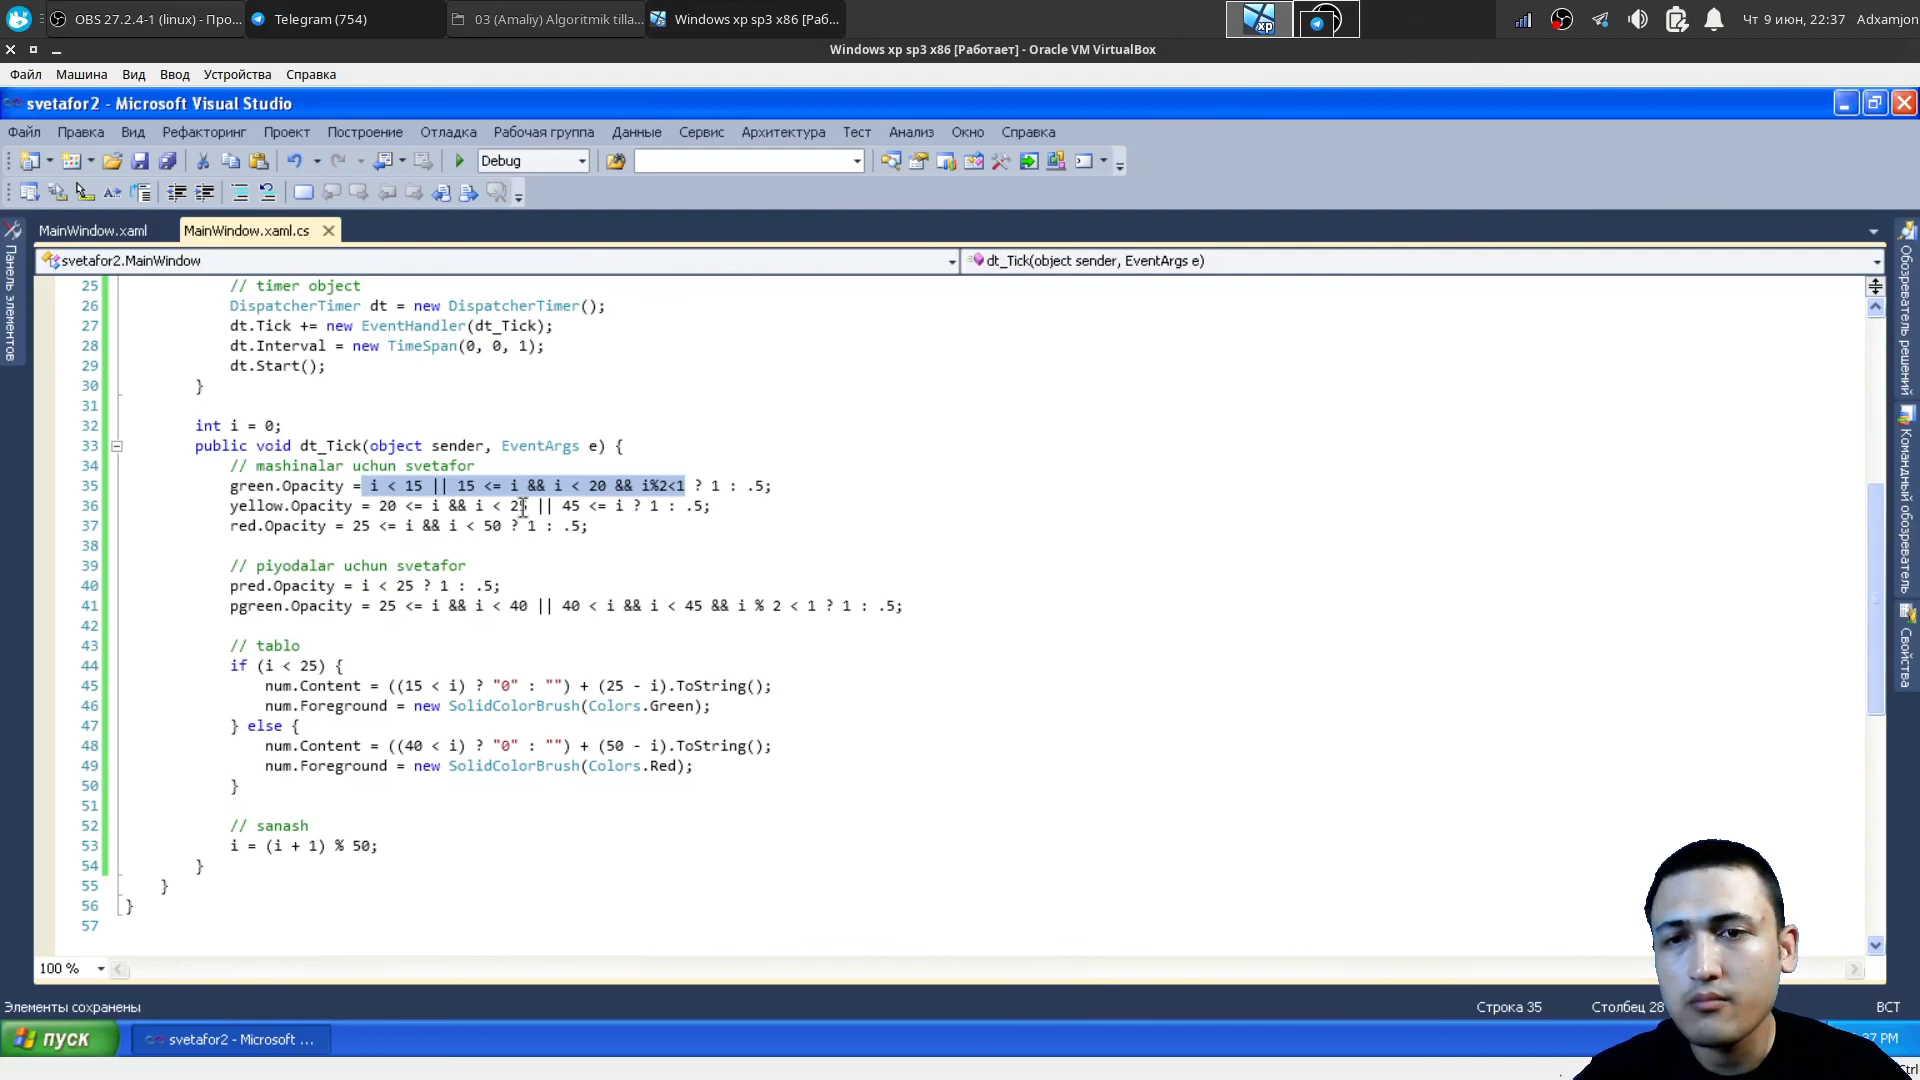 OBS 27.2.4-1 (linux) - Про...
Telegram (754)
03 (Amaliy) Algoritmik tilla...
Windows xp sp3 x86 [Раб...
Чт 9 июн, 22:37
Adxamjon
Windows xp sp3 x86 [Работает] - Oracle VM VirtualBox
Файл Машина Вид Ввод Устройства Справка
svetafor2 - Microsoft Visual Studio
Файл Правка Вид Рефакторинг Проект Построение Отладка Рабочая группа Данные Сервис Архитектура Тест Анализ Окно Справка
Debug
MainWindow.xaml
MainWindow.xaml.cs
svetafor2.MainWindow
dt_Tick(object sender, EventArgs e)
Панель элементов
Обозреватель решений
Командный обозреватель
Свойства
25 // timer object
26 DispatcherTimer dt = new DispatcherTimer();
27 dt.Tick += new EventHandler(dt_Tick);
28 dt.Interval = new TimeSpan(0, 0, 1);
29 dt.Start();
30 }
31
32 int i = 0;
33 public void dt_Tick(object sender, EventArgs e) {
34 // mashinalar uchun svetafor
35 green.Opacity = i < 15 || 15 <= i && i < 20 && i%2<1 ? 1 : .5;
36 yellow.Opacity = 20 <= i && i < 25 || 45 <= i ? 1 : .5;
37 red.Opacity = 25 <= i && i < 50 ? 1 : .5;
38
39 // piyodalar uchun svetafor
40 pred.Opacity = i < 25 ? 1 : .5;
41 pgreen.Opacity = 25 <= i && i < 40 || 40 < i && i < 45 && i % 2 < 1 ? 1 : .5;
42
43 // tablo
44 if (i < 25) {
45 num.Content = ((15 < i) ? "0" : "") + (25 - i).ToString();
46 num.Foreground = new SolidColorBrush(Colors.Green);
47 } else {
48 num.Content = ((40 < i) ? "0" : "") + (50 - i).ToString();
49 num.Foreground = new SolidColorBrush(Colors.Red);
50 }
51
52 // sanash
53 i = (i + 1) % 50;
54 }
55 }
56 }
57
100 %
Элементы сохранены
Строка 35
Столбец 28
ВСТ
пуск
svetafor2 - Microsoft ...
37 PM